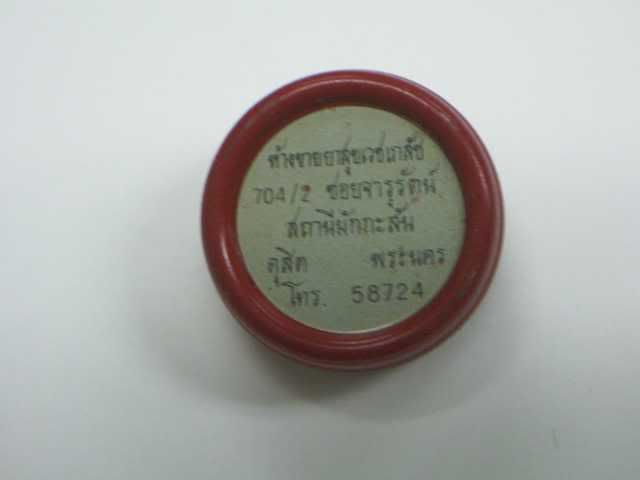 ห้างขายยาสุขเวชเภสัช
704/2 ซอยจารุรัตน์
สถานีมักกะสัน
ดุสิต พระนคร
โทร. 58724